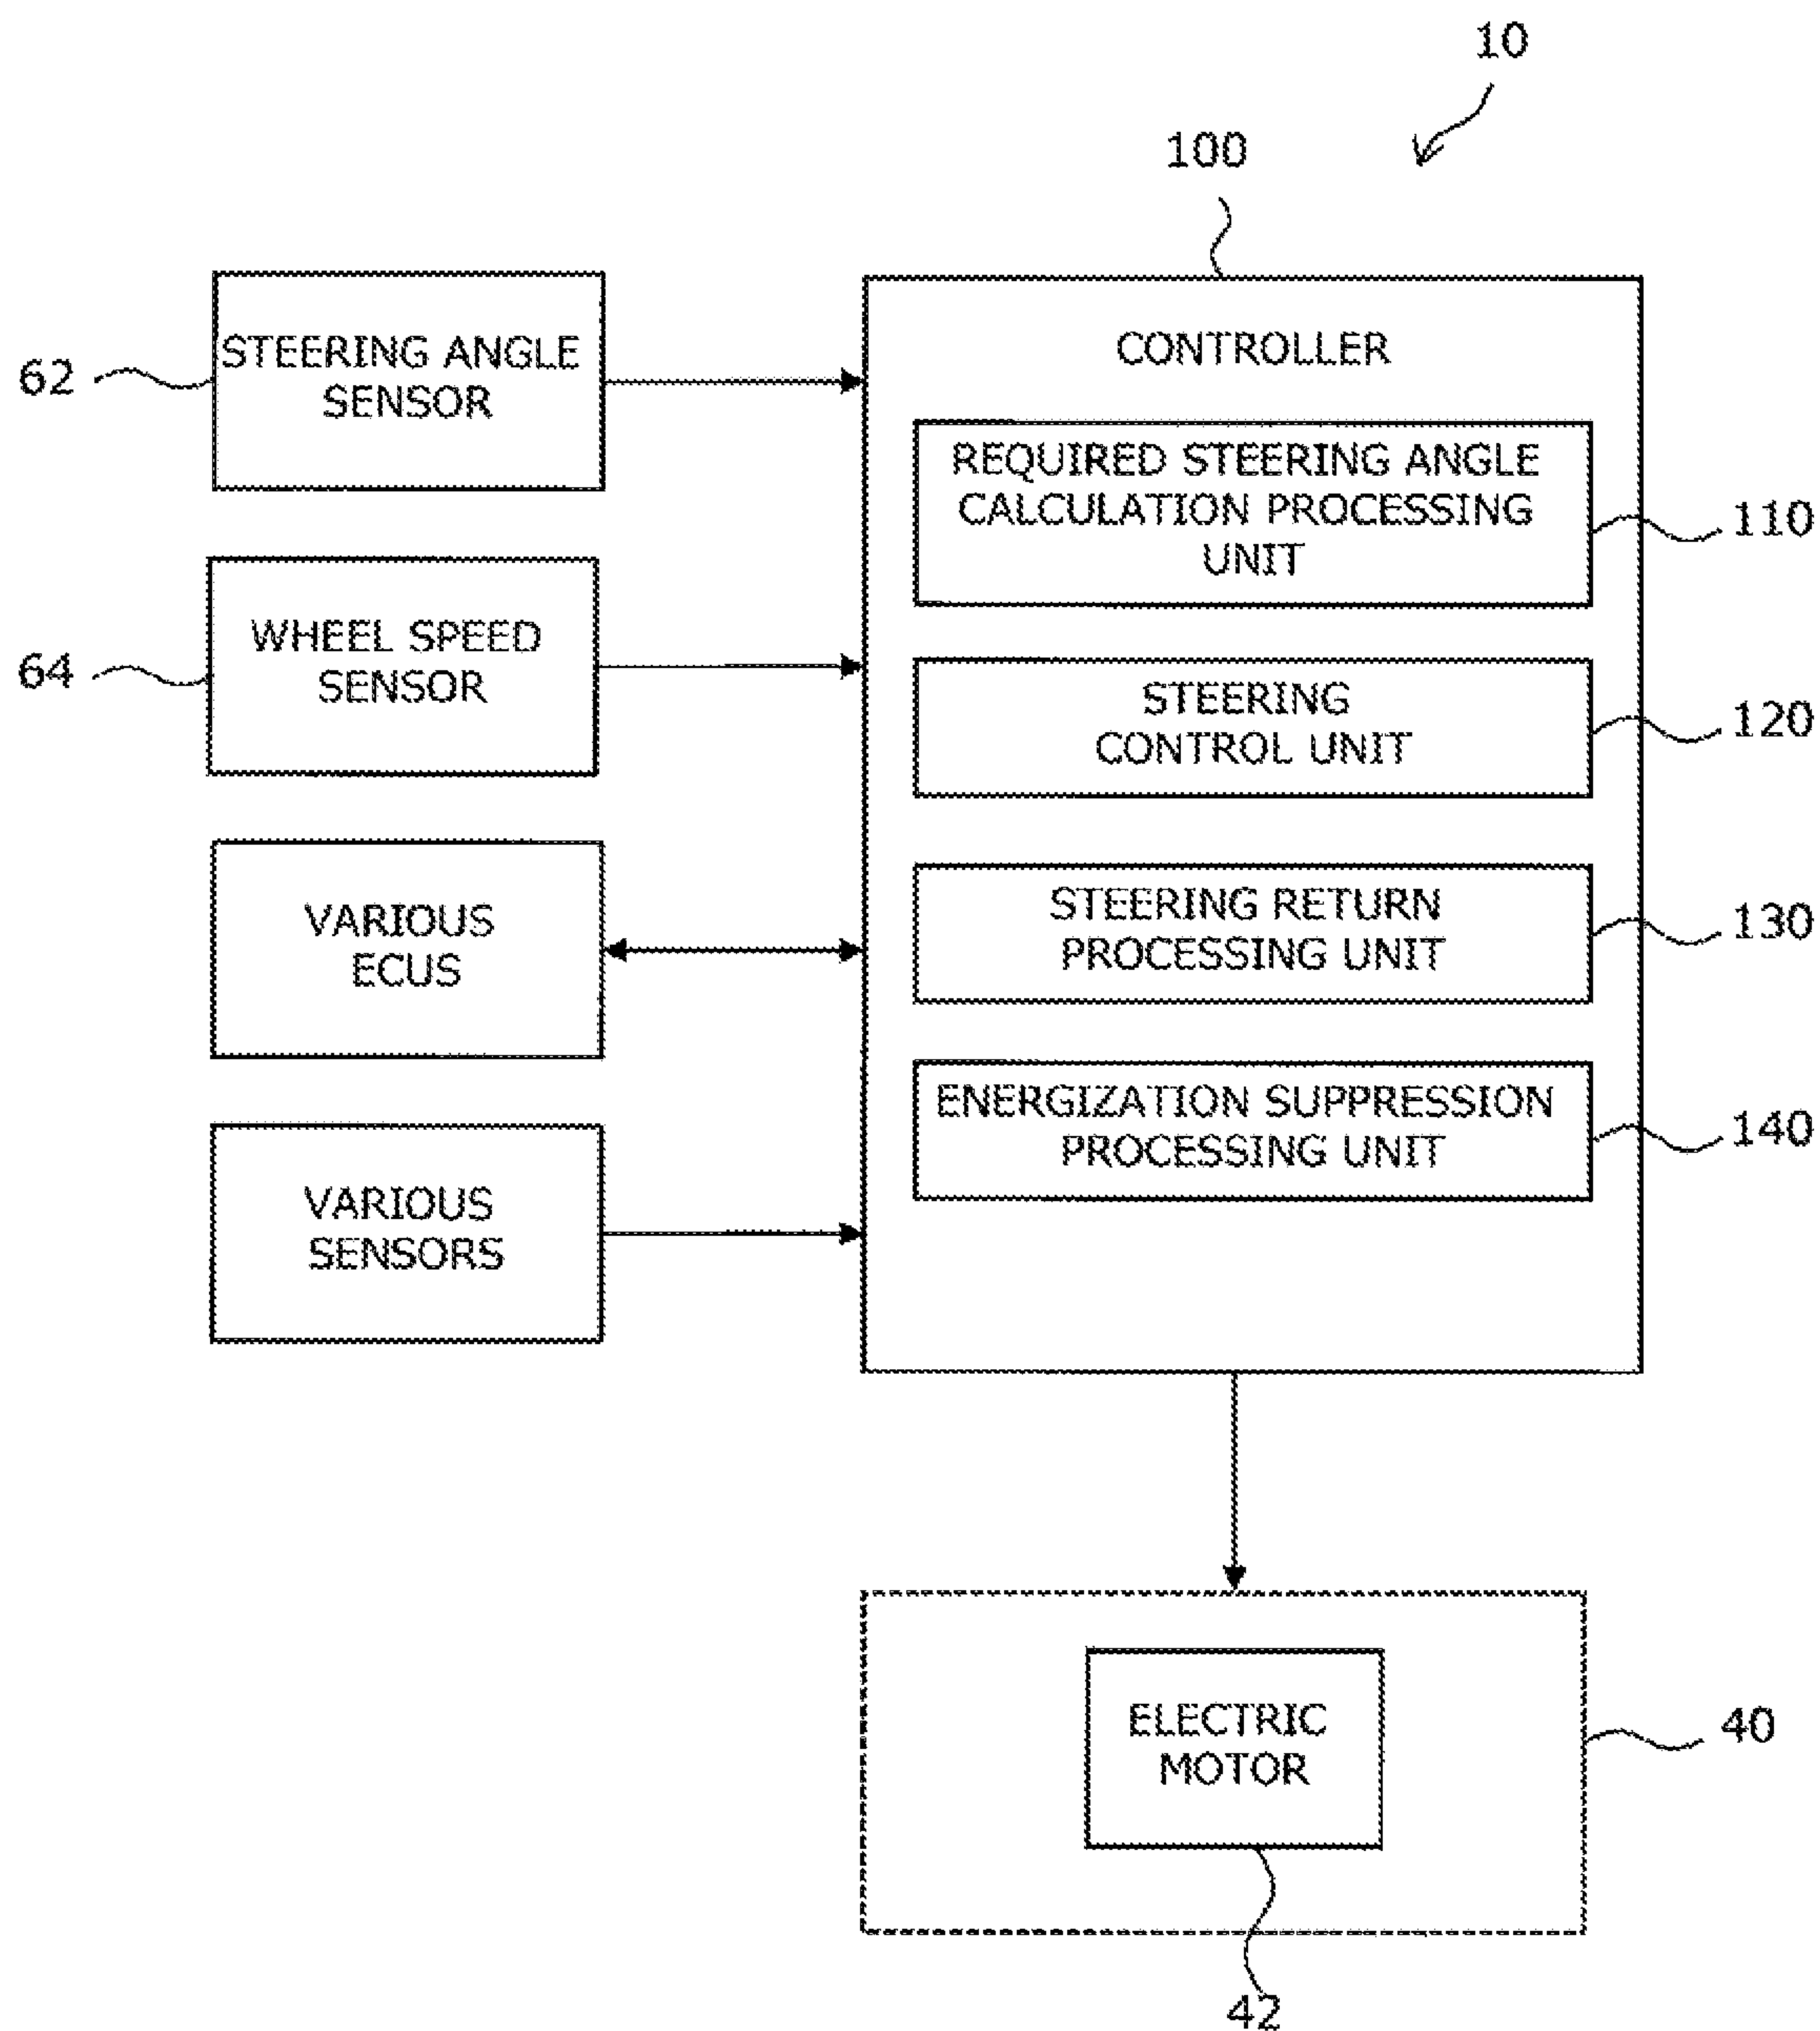 10
100
STEERING ANGLE
SENSOR
62
CONTROLLER
REQUIRED STEERING ANGLE
CALCULATION PROCESSING
UNIT
110
WHEEL SPEED
SENSOR
64
STEERING
CONTROL UNIT
120
VARIOUS
ECUS
STEERING RETURN
PROCESSING UNIT
130
VARIOUS
SENSORS
ENERGIZATION SUPPRESSION
PROCESSING UNIT
140
ELECTRIC
MOTOR
40
42